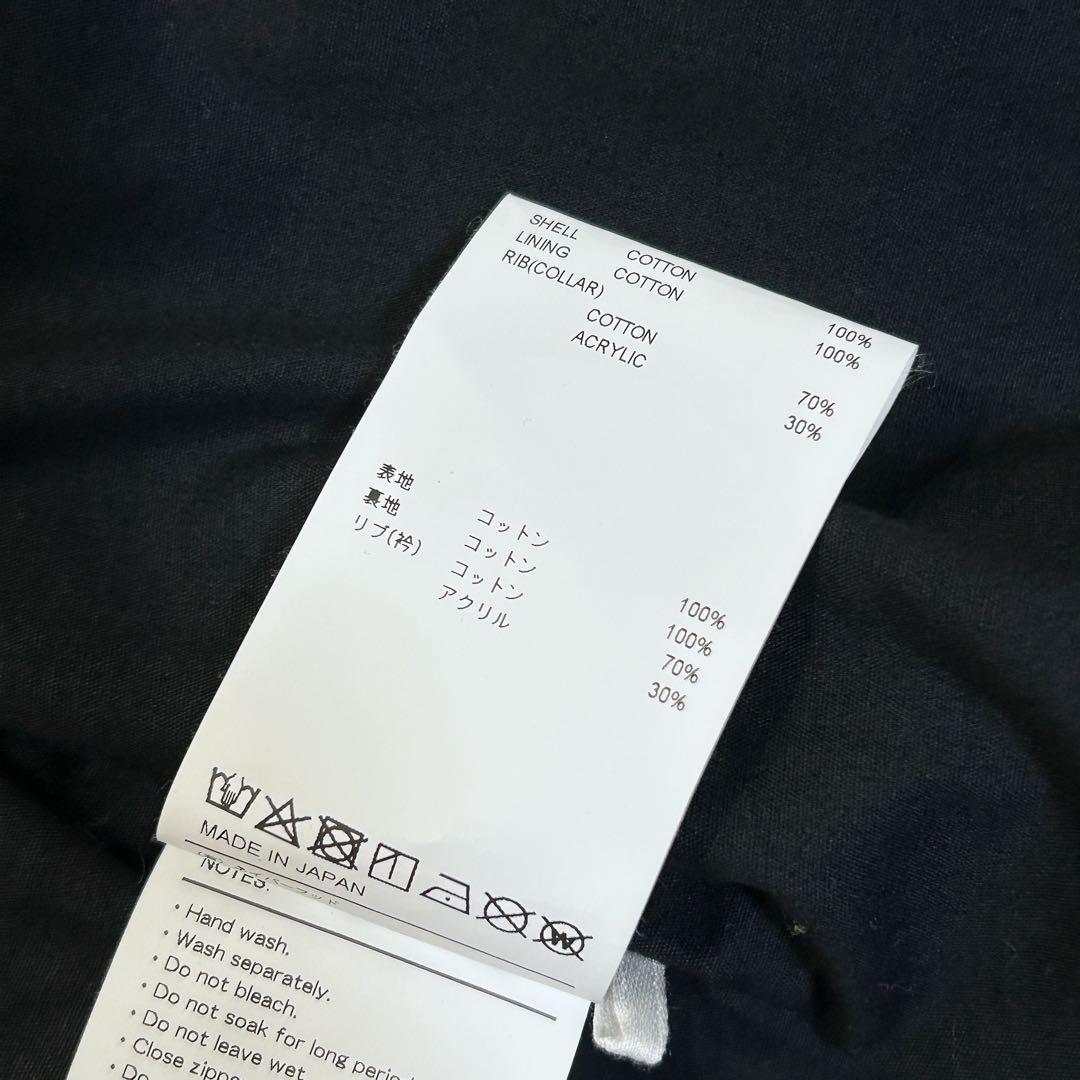 SHELL COTTON 100%
LINING COTTON 100%
RIB(COLLAR)
COTTON 70%
ACRYLIC 30%
表地 コットン 100%
裏地 コットン 100%
リブ(衿) コットン 70%
アクリル 30%
MADE IN JAPAN
NOTES:
• Hand wash.
• Wash separately.
• Do not bleach.
• Do not soak for long
• Do not leave wet
• Close